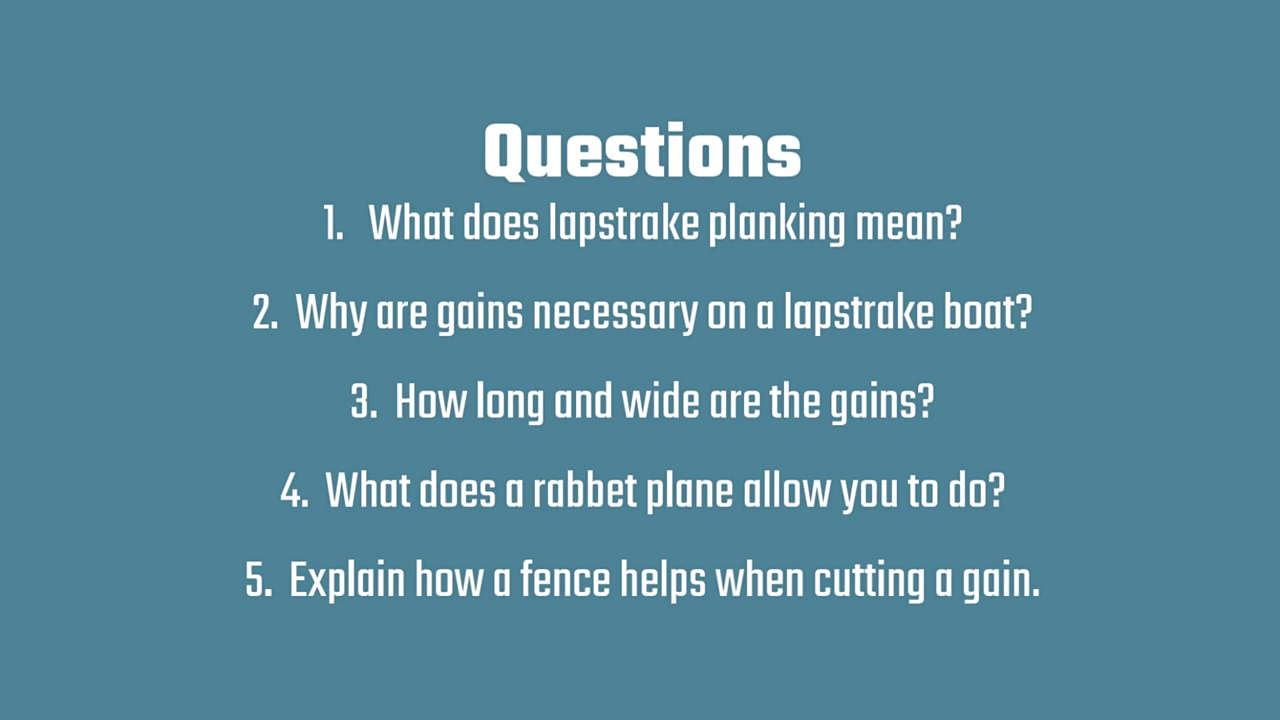 Questions
1. What does lapstrake planking mean?
2. Why are gains necessary on a lapstrake boat?
3. How long and wide are the gains?
4. What does a rabbet plane allow you to do?
5. Explain how a fence helps when cutting a gain.